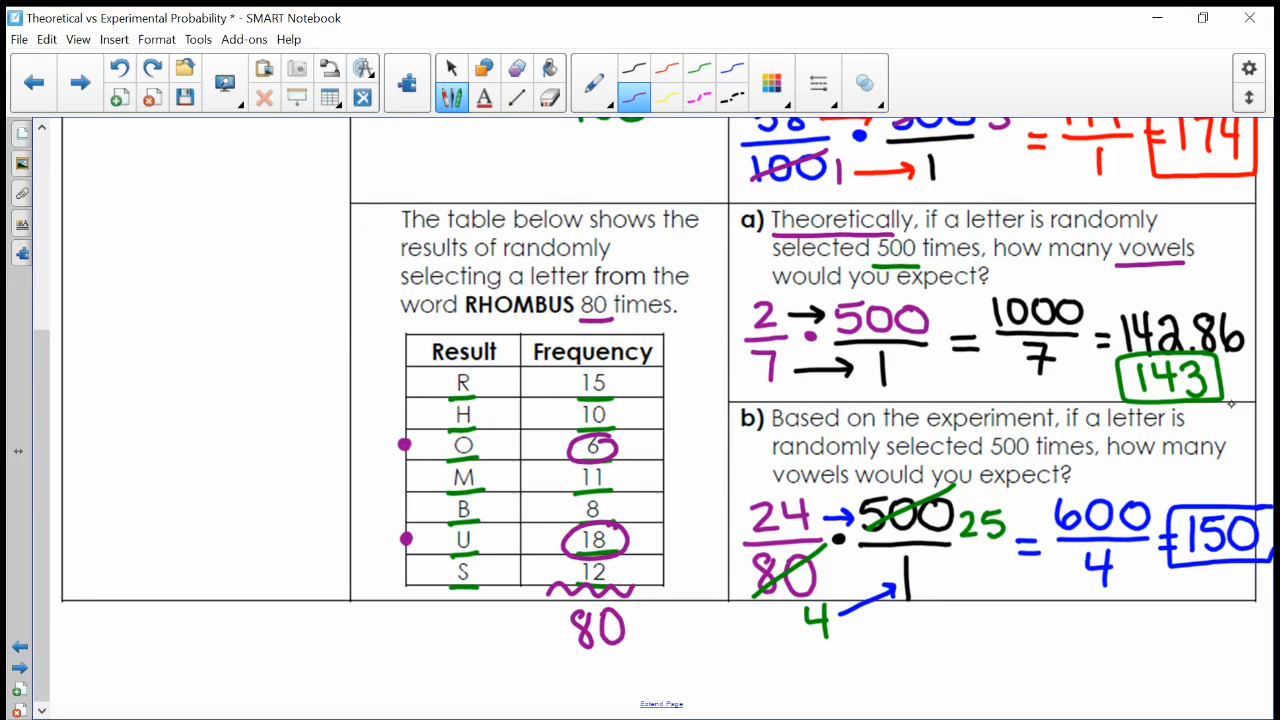 Theoretical vs Experimental Probability * - SMART Notebook
File Edit View Insert Format Tools Add-ons Help
100 1 → 1 = 1 = 174
The table below shows the
results of randomly
selecting a letter from the
word RHOMBUS 80 times.
Result Frequency
R 15
H 10
O 6
M 11
B 8
U 18
S 12
80
a) Theoretically, if a letter is randomly
selected 500 times, how many vowels
would you expect?
2/7 → • → 500/1 = 1000/7 = 142.86
143
b) Based on the experiment, if a letter is
randomly selected 500 times, how many
vowels would you expect?
24/80 4 → • → 500/1 25 = 600/4 = 150
Extend Page